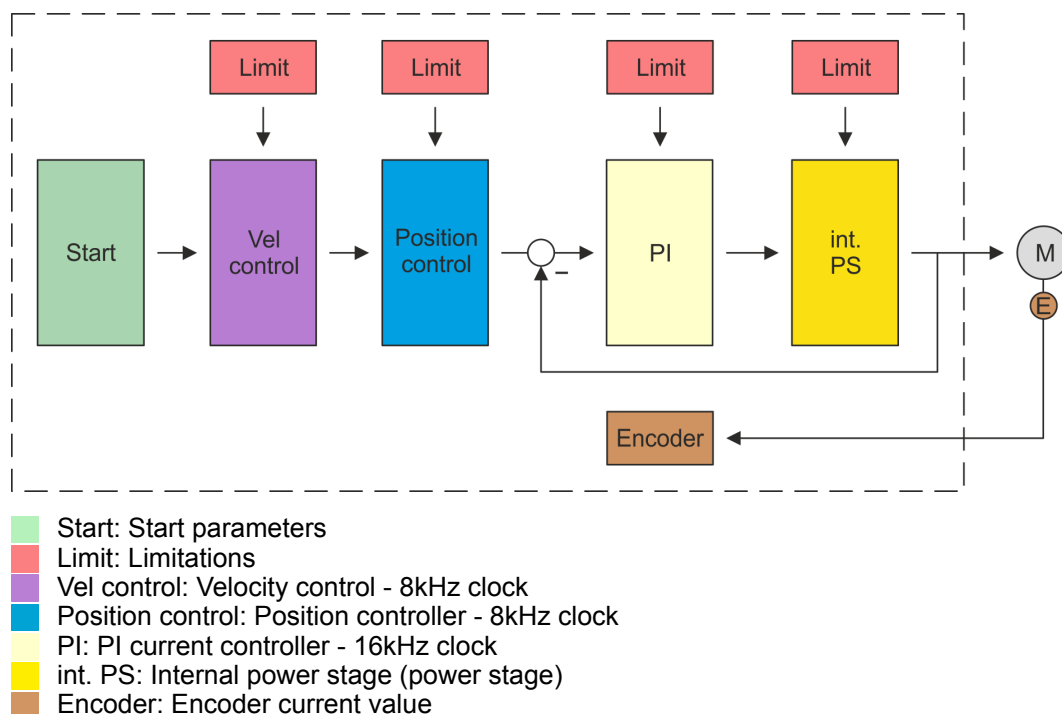 Limit
Limit
Limit
Limit
Start
Vel
control
Position
control
–
PI
int.
PS
M
E
Encoder
Start: Start parameters
Limit: Limitations
Vel control: Velocity control - 8kHz clock
Position control: Position controller - 8kHz clock
PI: PI current controller - 16kHz clock
int. PS: Internal power stage (power stage)
Encoder: Encoder current value